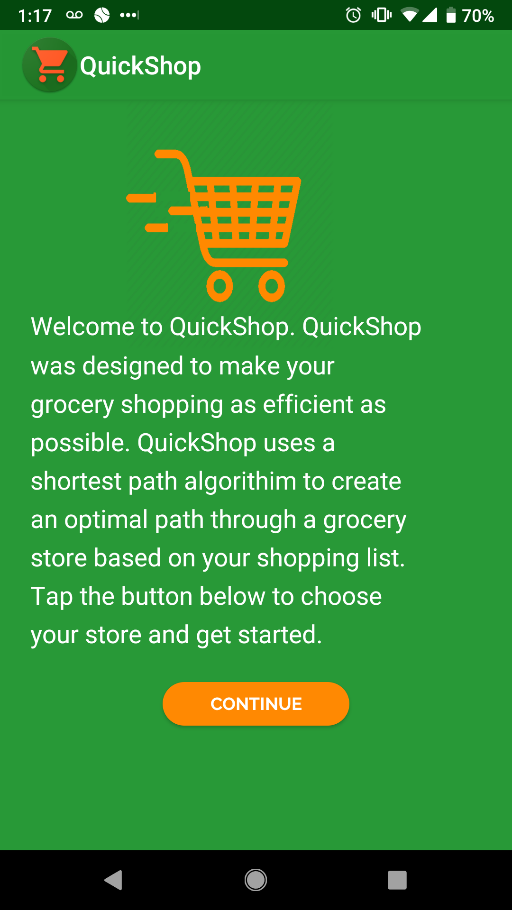 1:17
70%
QuickShop
Welcome to QuickShop. QuickShop
was designed to make your
grocery shopping as efficient as
possible. QuickShop uses a
shortest path algorithim to create
an optimal path through a grocery
store based on your shopping list.
Tap the button below to choose
your store and get started.
CONTINUE